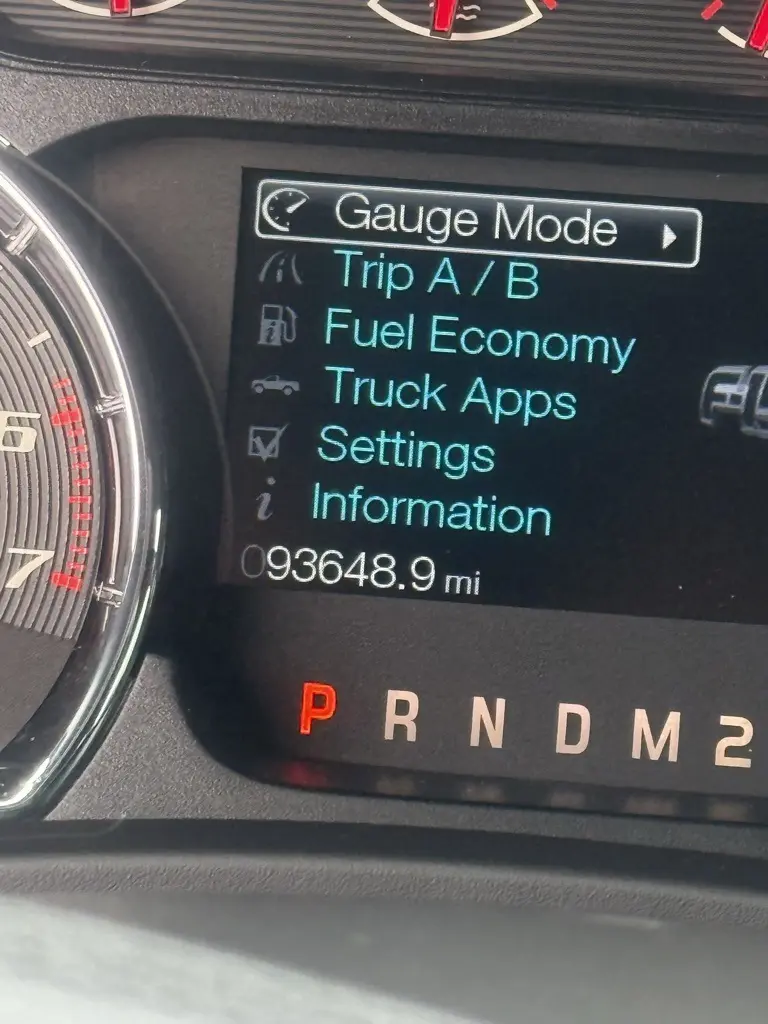 Gauge Mode
Trip A / B
Fuel Economy
Truck Apps
Settings
Information
093648.9 mi
6
7
P R N D M 2